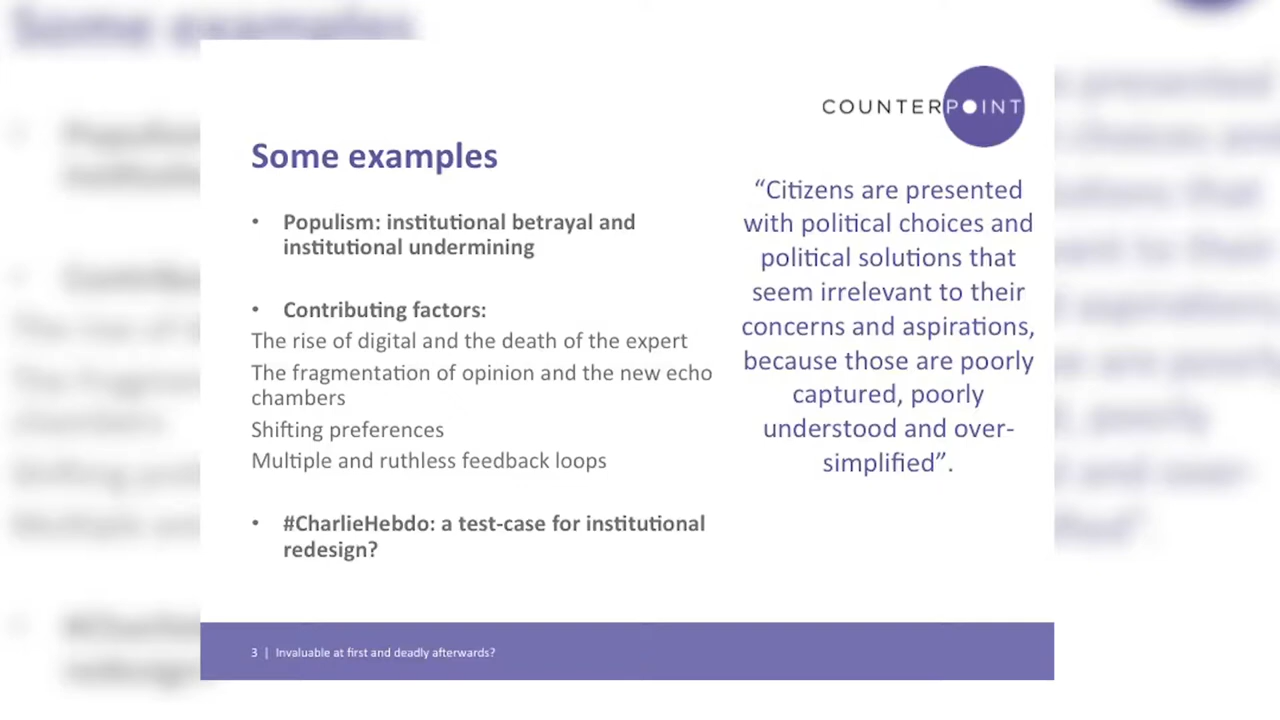 COUNTERPOINT
Some examples
• Populism: institutional betrayal and
institutional undermining
• Contributing factors:
The rise of digital and the death of the expert
The fragmentation of opinion and the new echo
chambers
Shifting preferences
Multiple and ruthless feedback loops
• #CharlieHebdo: a test-case for institutional
redesign?
“Citizens are presented
with political choices and
political solutions that
seem irrelevant to their
concerns and aspirations,
because those are poorly
captured, poorly
understood and over-
simplified”.
3 | Invaluable at first and deadly afterwards?